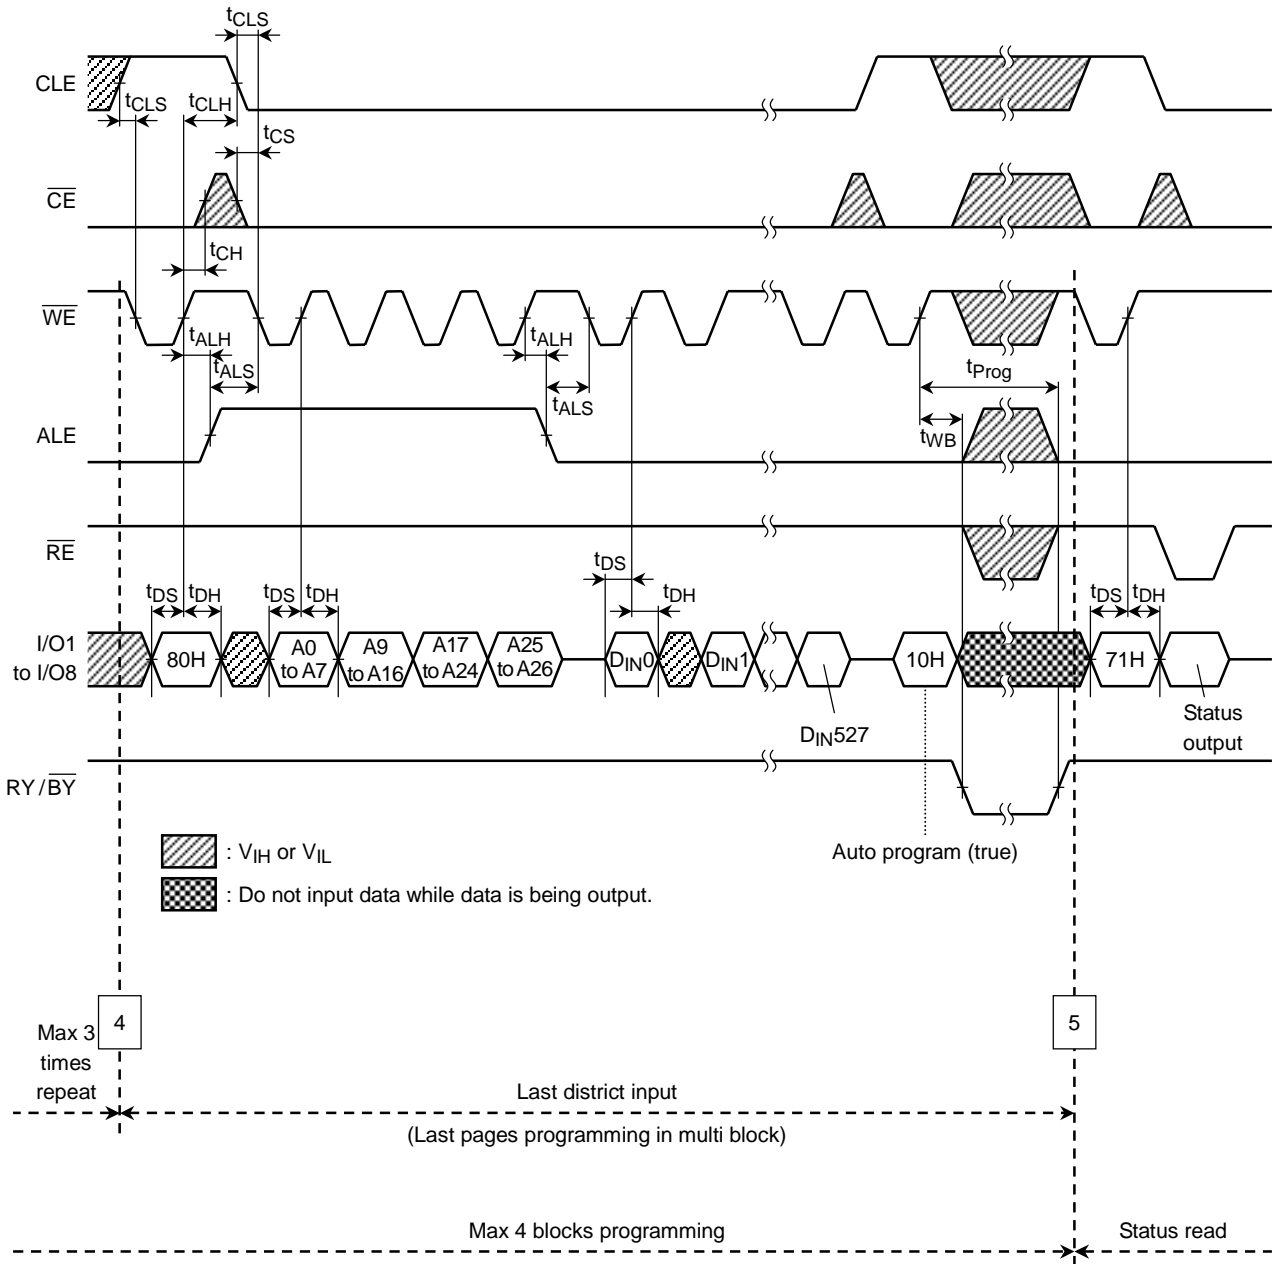 tCLS
CLE
tCLS
tCLH
tCS
CE
tCH
WE
tALH
tALS
tALH
tALS
tProg
ALE
tWB
RE
tDS
tDH
tDS
tDH
tDS
tDH
tDS
tDH
I/O1
to I/O8
80H
A0
to A7
A9
to A16
A17
to A24
A25
to A26
DIN0
DIN1
10H
71H
DIN527
Status
output
RY/BY
Auto program (true)
: VIH or VIL
: Do not input data while data is being output.
4
5
Max 3
times
repeat
Last district input
(Last pages programming in multi block)
Max 4 blocks programming
Status read